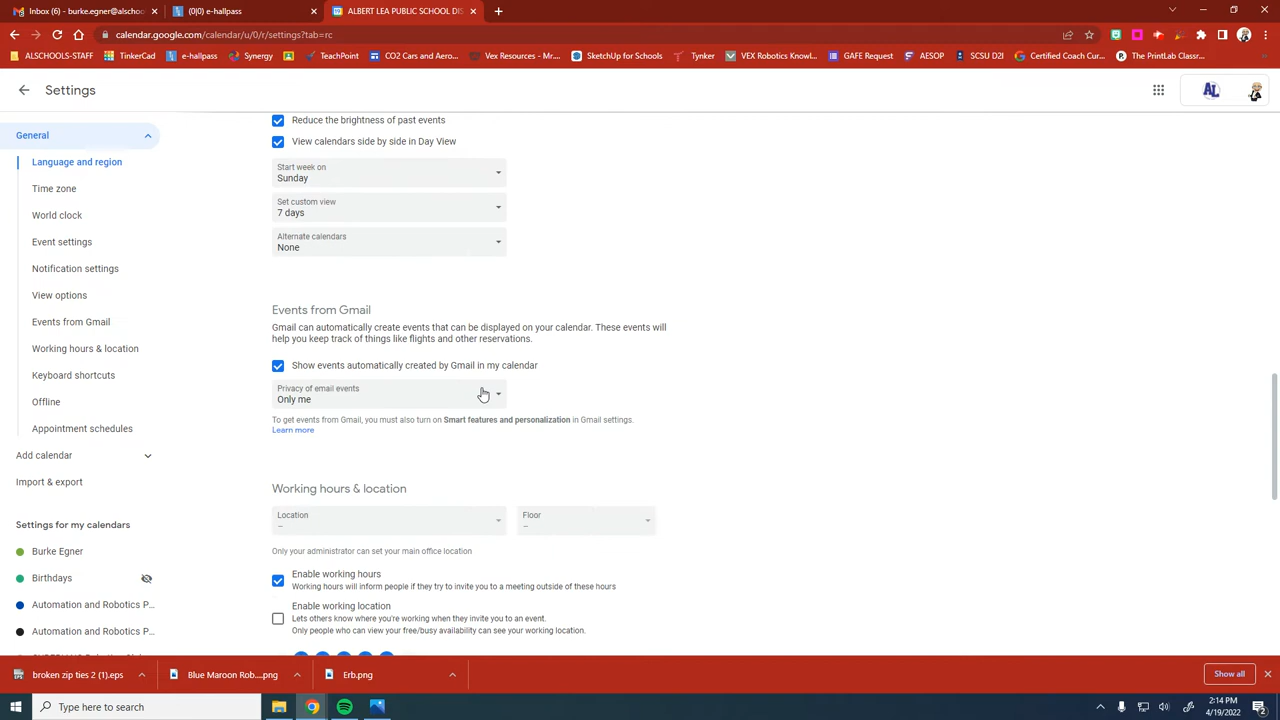 Inbox (6) - burke.egner@alschoo
(0|0) e-hallpass
ALBERT LEA PUBLIC SCHOOL DIS
calendar.google.com/calendar/u/0/r/settings?tab=rc
ALSCHOOLS-STAFF
TinkerCad
e-hallpass
Synergy
TeachPoint
CO2 Cars and Aero...
Vex Resources - Mr....
SketchUp for Schools
Tynker
VEX Robotics Knowl...
GAFE Request
AESOP
SCSU D2l
Certified Coach Cur...
The PrintLab Classr...
Settings
AL
General
Language and region
Time zone
World clock
Event settings
Notification settings
View options
Events from Gmail
Working hours & location
Keyboard shortcuts
Offline
Appointment schedules
Add calendar
Import & export
Settings for my calendars
Burke Egner
Birthdays
Automation and Robotics P...
Automation and Robotics P...
Reduce the brightness of past events
View calendars side by side in Day View
Start week on
Sunday
Set custom view
7 days
Alternate calendars
None
Events from Gmail
Gmail can automatically create events that can be displayed on your calendar. These events will
help you keep track of things like flights and other reservations.
Show events automatically created by Gmail in my calendar
Privacy of email events
Only me
To get events from Gmail, you must also turn on Smart features and personalization in Gmail settings.
Learn more
Working hours & location
Location
–
Floor
–
Only your administrator can set your main office location
Enable working hours
Working hours will inform people if they try to invite you to a meeting outside of these hours
Enable working location
Lets others know where you're working when they invite you to an event.
Only people who can view your free/busy availability can see your working location.
broken zip ties 2 (1).eps
Blue Marroon Rob....png
Erb.png
Show all
Type here to search
2:14 PM
4/19/2022
2